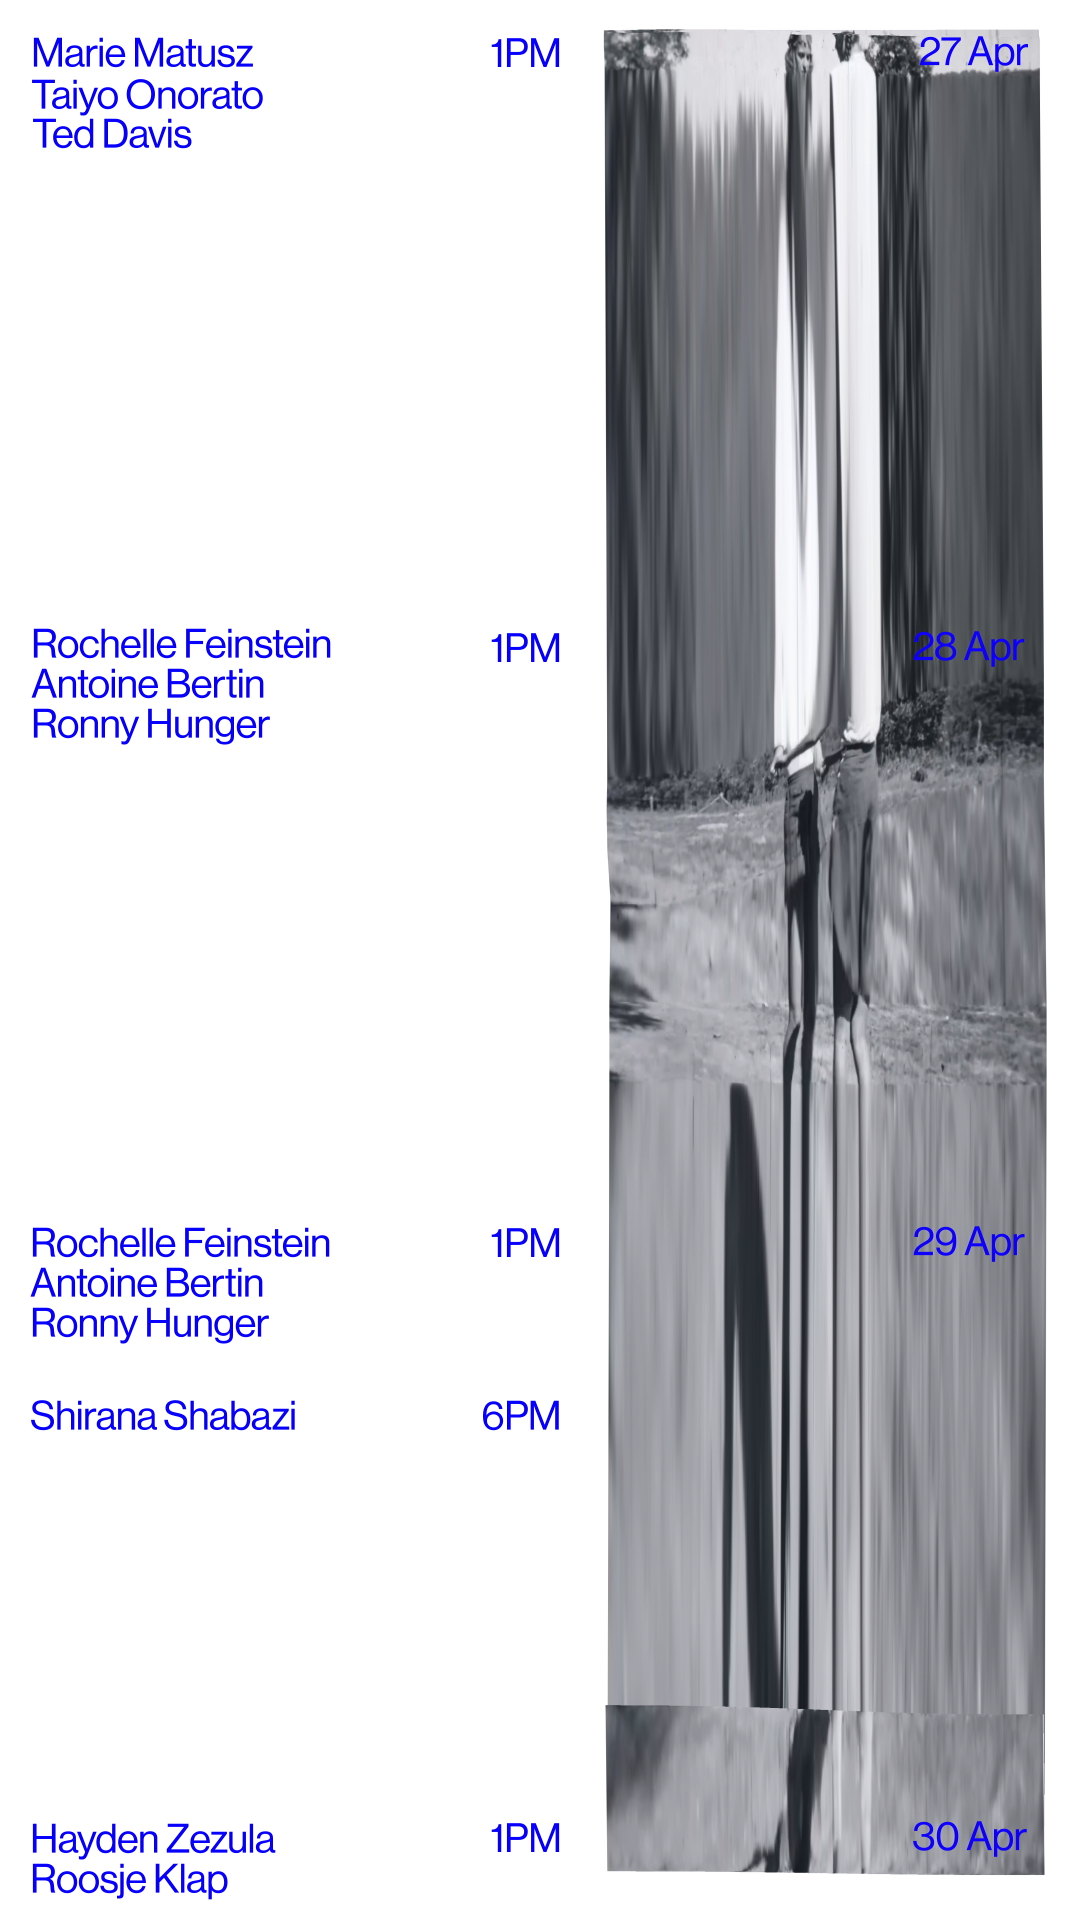 Marie Matusz 1PM 27 Apr
Taiyo Onorato
Ted Davis
Rochelle Feinstein 1PM 28 Apr
Antoine Bertin
Ronny Hunger
Rochelle Feinstein 1PM 29 Apr
Antoine Bertin
Ronny Hunger
Shirana Shabazi 6PM
Hayden Zezula 1PM 30 Apr
Roosje Klap